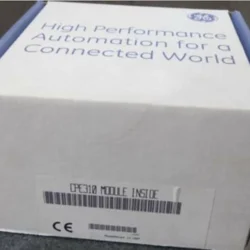 High Performance
Automation for a
Connected World
CPE310 MODULE INSIDE
CE